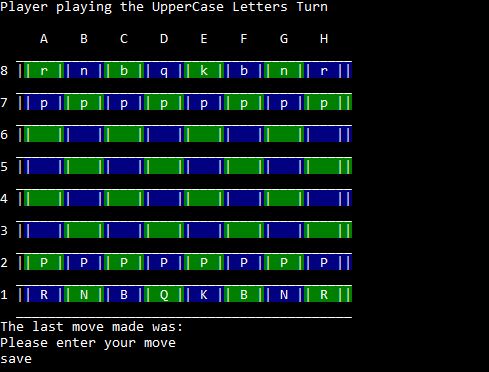 Player playing the UpperCase Letters Turn
A B C D E F G H
8 || r || n || b || q || k || b || n || r ||
7 || p || p || p || p || p || p || p || p ||
6 || || || || || || || || ||
5 || || || || || || || || ||
4 || || || || || || || || ||
3 || || || || || || || || ||
2 || P || P || P || P || P || P || P || P ||
1 || R || N || B || Q || K || B || N || R ||
The last move made was:
Please enter your move
save